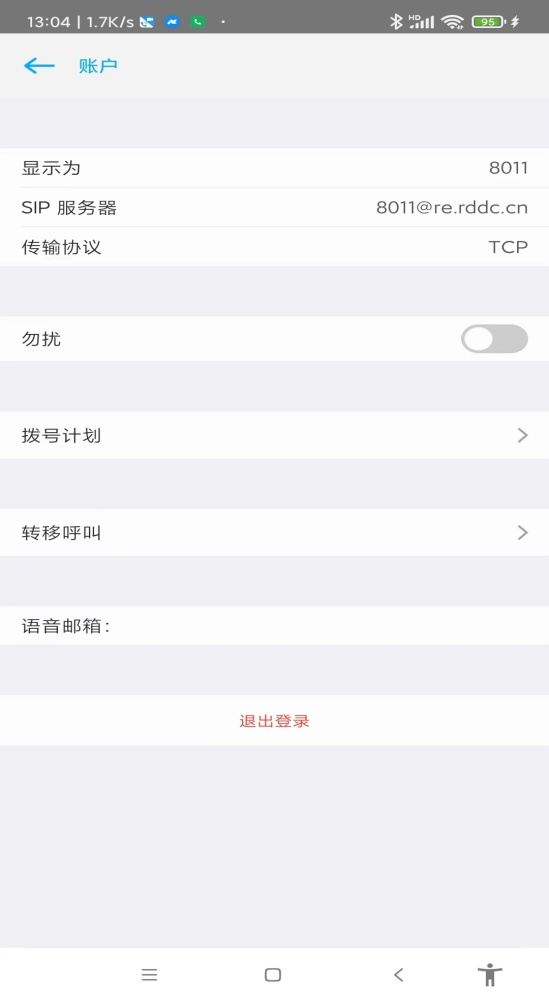 13:04 | 1.7K/s
HD
95
账户
显示为 8011
SIP 服务器 8011@re.rddc.cn
传输协议 TCP
勿扰
拨号计划
转移呼叫
语音邮箱:
退出登录